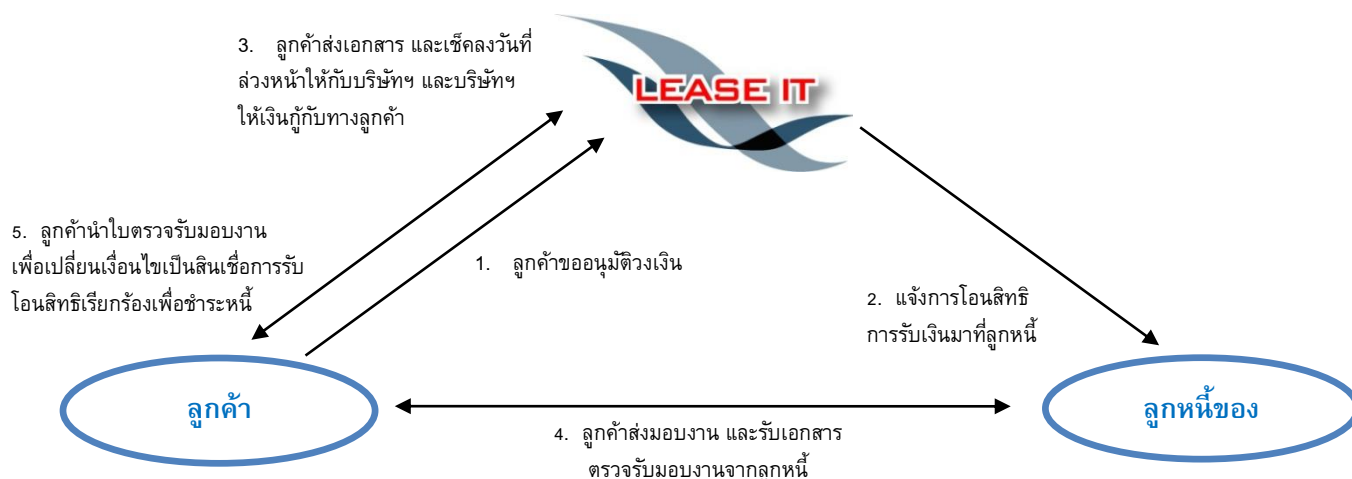 3. ลูกค้าส่งเอกสาร และเช็คลงวันที่
ล่วงหน้าให้กับบริษัทฯ และบริษัทฯ
ให้เงินกู้กับทางลูกค้า
LEASE IT
5. ลูกค้านำใบตรวจรับมอบงาน
เพื่อเปลี่ยนเงื่อนไขเป็นสินเชื่อการรับ
โอนสิทธิเรียกร้องเพื่อชำระหนี้
1. ลูกค้าขออนุมัติวงเงิน
2. แจ้งการโอนสิทธิ
การรับเงินมาที่ลูกหนี้
ลูกค้า
ลูกหนี้ของ
4. ลูกค้าส่งมอบงาน และรับเอกสาร
ตรวจรับมอบงานจากลูกหนี้